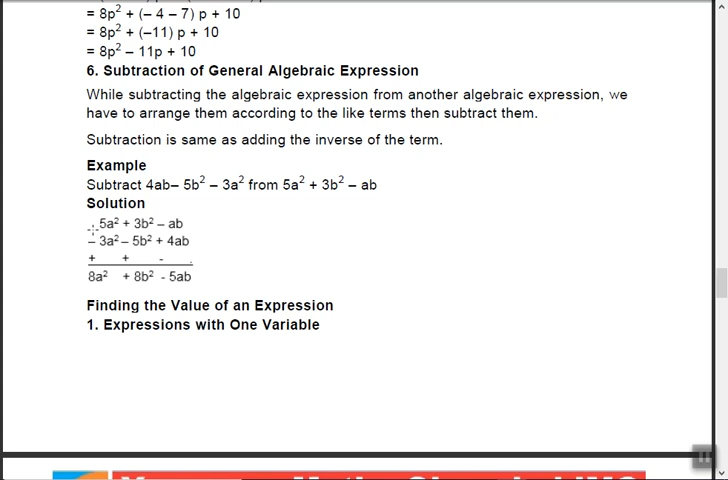 = 8p² + (– 4 – 7) p + 10
= 8p² + (–11) p + 10
= 8p² – 11p + 10
6. Subtraction of General Algebraic Expression
While subtracting the algebraic expression from another algebraic expression, we
have to arrange them according to the like terms then subtract them.
Subtraction is same as adding the inverse of the term.
Example
Subtract 4ab– 5b² – 3a² from 5a² + 3b² – ab
Solution
5a² + 3b² – ab
– 3a² – 5b² + 4ab
+ + -
8a² + 8b² - 5ab
Finding the Value of an Expression
1. Expressions with One Variable